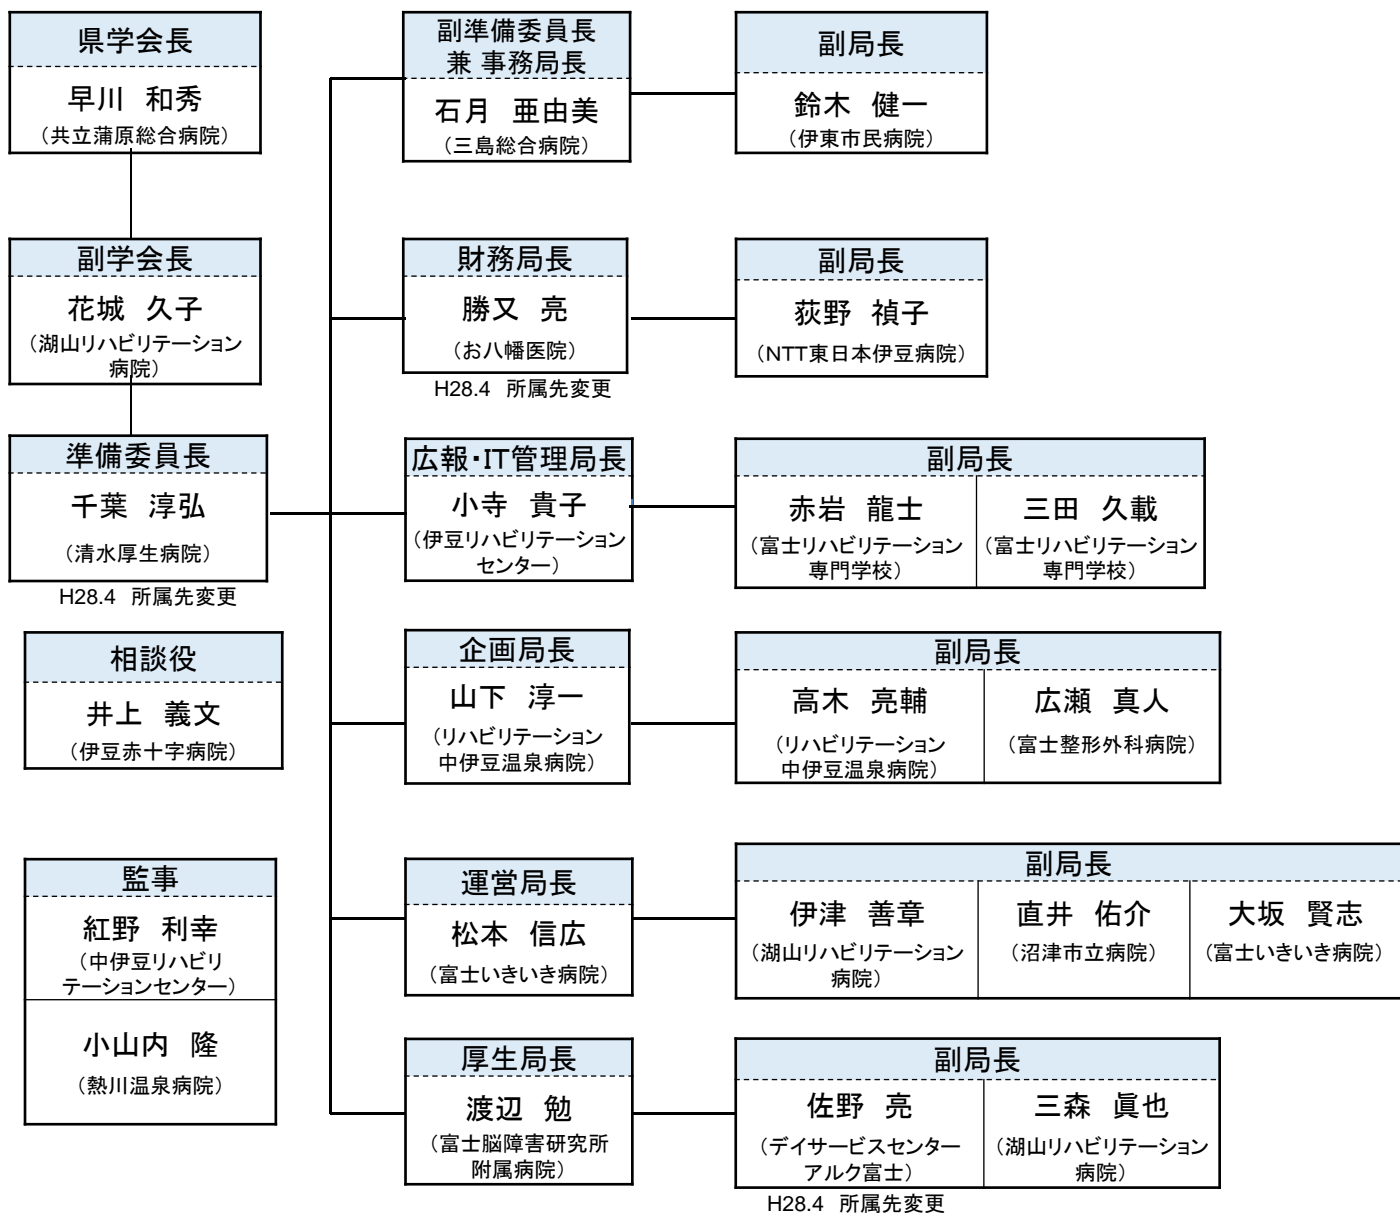 県学会長
早川 和秀
（共立蒲原総合病院）
副学会長
花城 久子
（湖山リハビリテーション
病院）
準備委員長
千葉 淳弘
（清水厚生病院）
H28.4 所属先変更
相談役
井上 義文
（伊豆赤十字病院）
監事
紅野 利幸
（中伊豆リハビリ
テーションセンター）
小山内 隆
（熱川温泉病院）
副準備委員長
兼 事務局長
石月 亜由美
（三島総合病院）
副局長
鈴木 健一
（伊東市民病院）
財務局長
勝又 亮
（お八幡医院）
H28.4 所属先変更
副局長
荻野 禎子
（NTT東日本伊豆病院）
広報・IT管理局長
小寺 貴子
（伊豆リハビリテーション
センター）
副局長
赤岩 龍士
（富士リハビリテーション
専門学校）
三田 久載
（富士リハビリテーション
専門学校）
企画局長
山下 淳一
（リハビリテーション
中伊豆温泉病院）
副局長
高木 亮輔
（リハビリテーション
中伊豆温泉病院）
広瀬 真人
（富士整形外科病院）
運営局長
松本 信広
（富士いきいき病院）
副局長
伊津 善章
（湖山リハビリテーション
病院）
直井 佑介
（沼津市立病院）
大坂 賢志
（富士いきいき病院）
厚生局長
渡辺 勉
（富士脳障害研究所
附属病院）
副局長
佐野 亮
（デイサービスセンター
アルク富士）
三森 眞也
（湖山リハビリテーション
病院）
H28.4 所属先変更